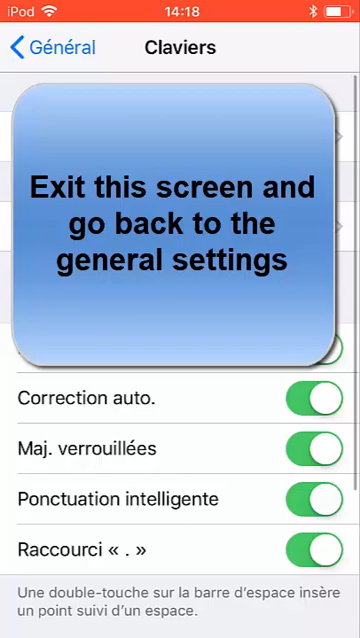 iPod 14:18
Général Claviers
Exit this screen and
go back to the
general settings
Correction auto.
Maj. verrouillées
Ponctuation intelligente
Raccourci « . »
Une double-touche sur la barre d’espace insère
un point suivi d’un espace.